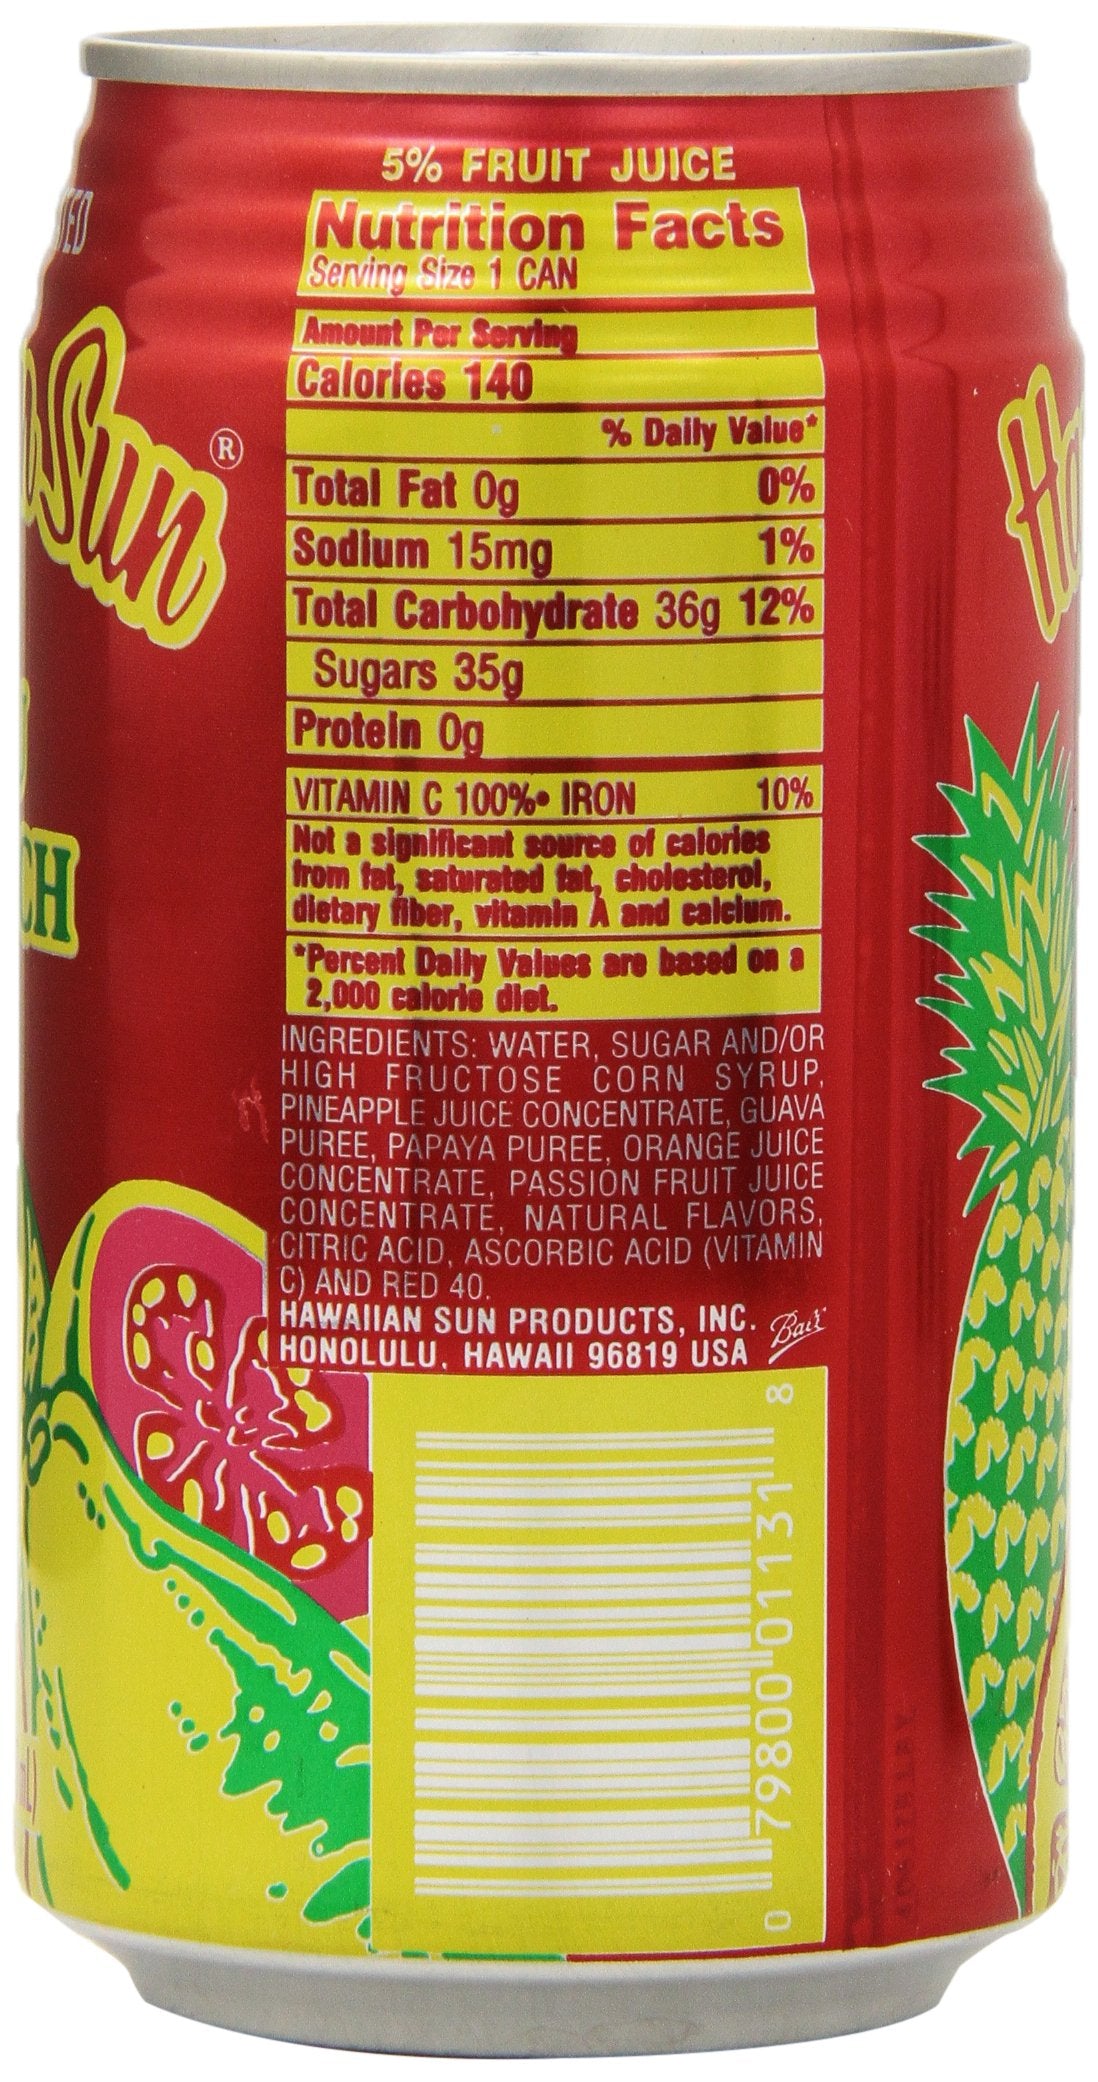 5% FRUIT JUICE
Nutrition Facts
Serving Size 1 CAN
Amount Per Serving
Calories 140
% Daily Value*
Total Fat 0g 0%
Sodium 15mg 1%
Total Carbohydrate 36g 12%
Sugars 35g
Protein 0g
VITAMIN C 100%• IRON 10%
Not a significant source of calories
from fat, saturated fat, cholesterol,
dietary fiber, vitamin A and calcium.
*Percent Daily Values are based on a
2,000 calorie diet.
INGREDIENTS: WATER, SUGAR AND/OR
HIGH FRUCTOSE CORN SYRUP,
PINEAPPLE JUICE CONCENTRATE, GUAVA
PUREE, PAPAYA PUREE, ORANGE JUICE
CONCENTRATE, PASSION FRUIT JUICE
CONCENTRATE, NATURAL FLAVORS,
CITRIC ACID, ASCORBIC ACID (VITAMIN
C) AND RED 40.
HAWAIIAN SUN PRODUCTS, INC.
HONOLULU, HAWAII 96819 USA
Ball
0 79800 01131 8
Sun®